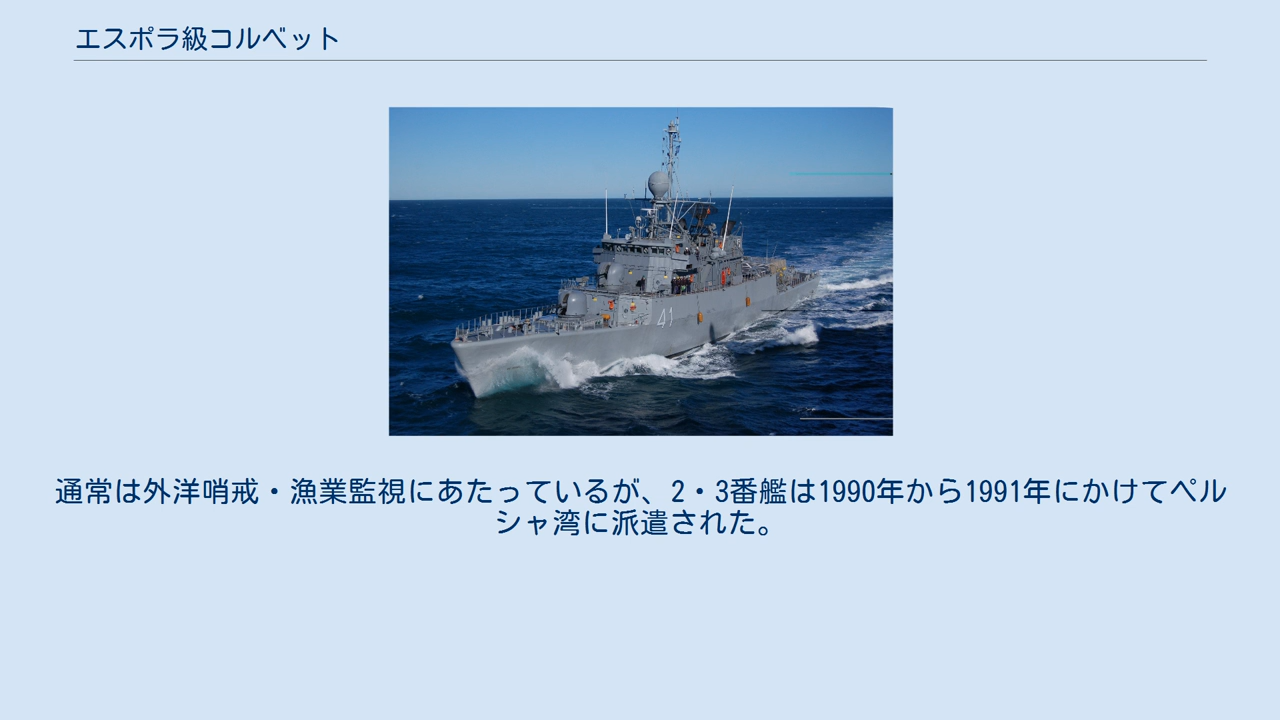 エスポラ級コルベット
41
通常は外洋哨戒・漁業監視にあたっているが、2・3番艦は1990年から1991年にかけてペル
シャ湾に派遣された。